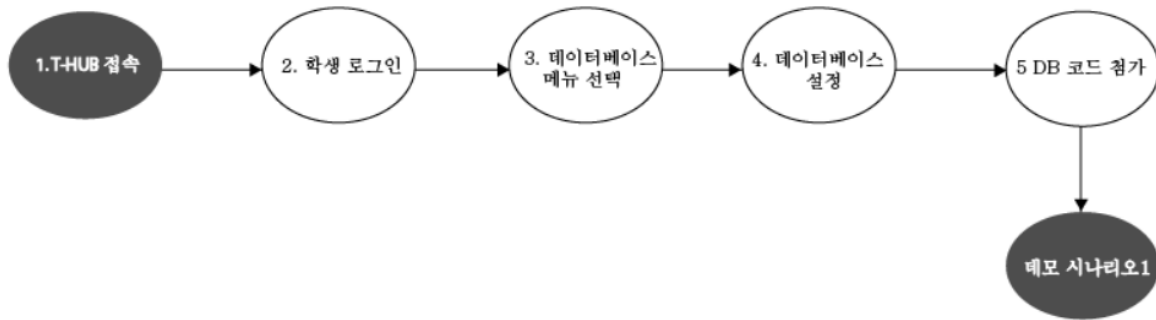 1.T-HUB 접속
2. 학생 로그인
3. 데이터베이스
메뉴 선택
4. 데이터베이스
설정
5 DB 코드 첨가
데모 시나리오1